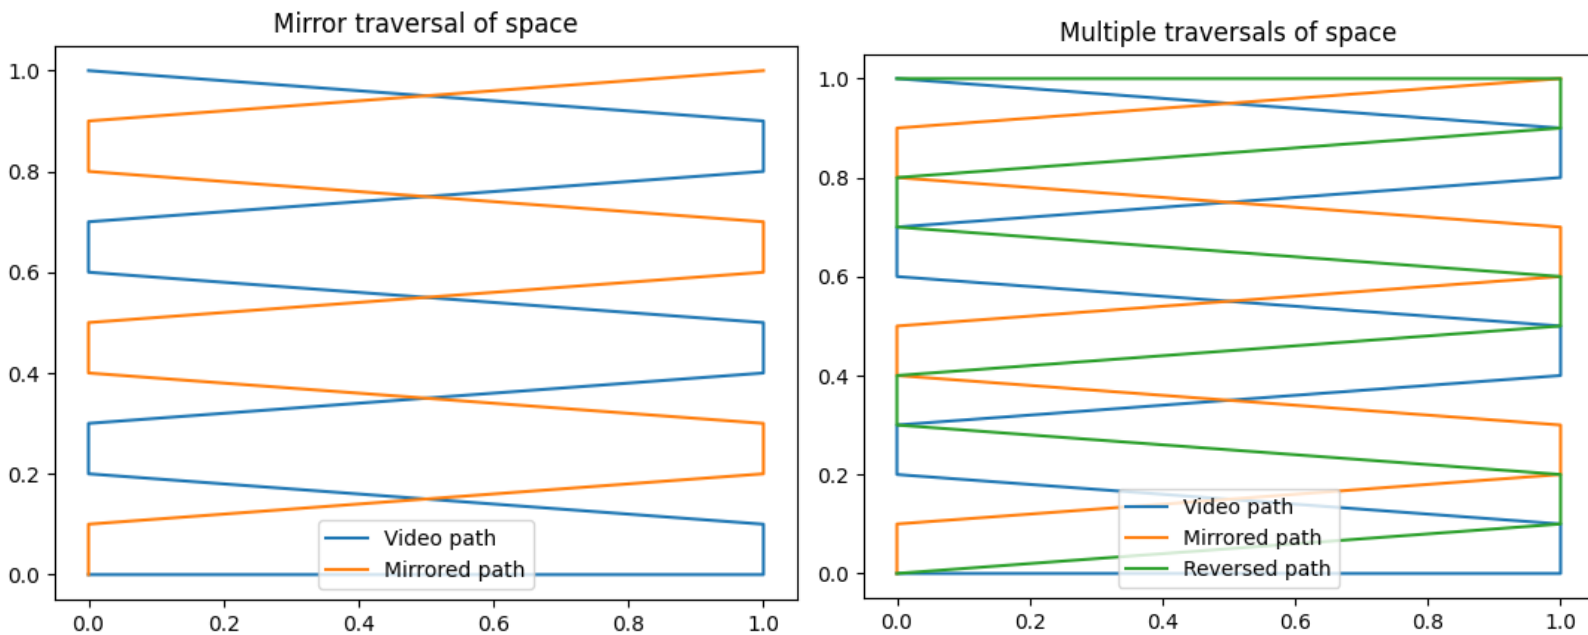 Mirror traversal of space
1.0
0.8
0.6
0.4
0.2
0.0
Video path
Mirrored path
0.0 0.2 0.4 0.6 0.8 1.0
Multiple traversals of space
1.0
0.8
0.6
0.4
0.2
0.0
Video path
Mirrored path
Reversed path
0.0 0.2 0.4 0.6 0.8 1.0